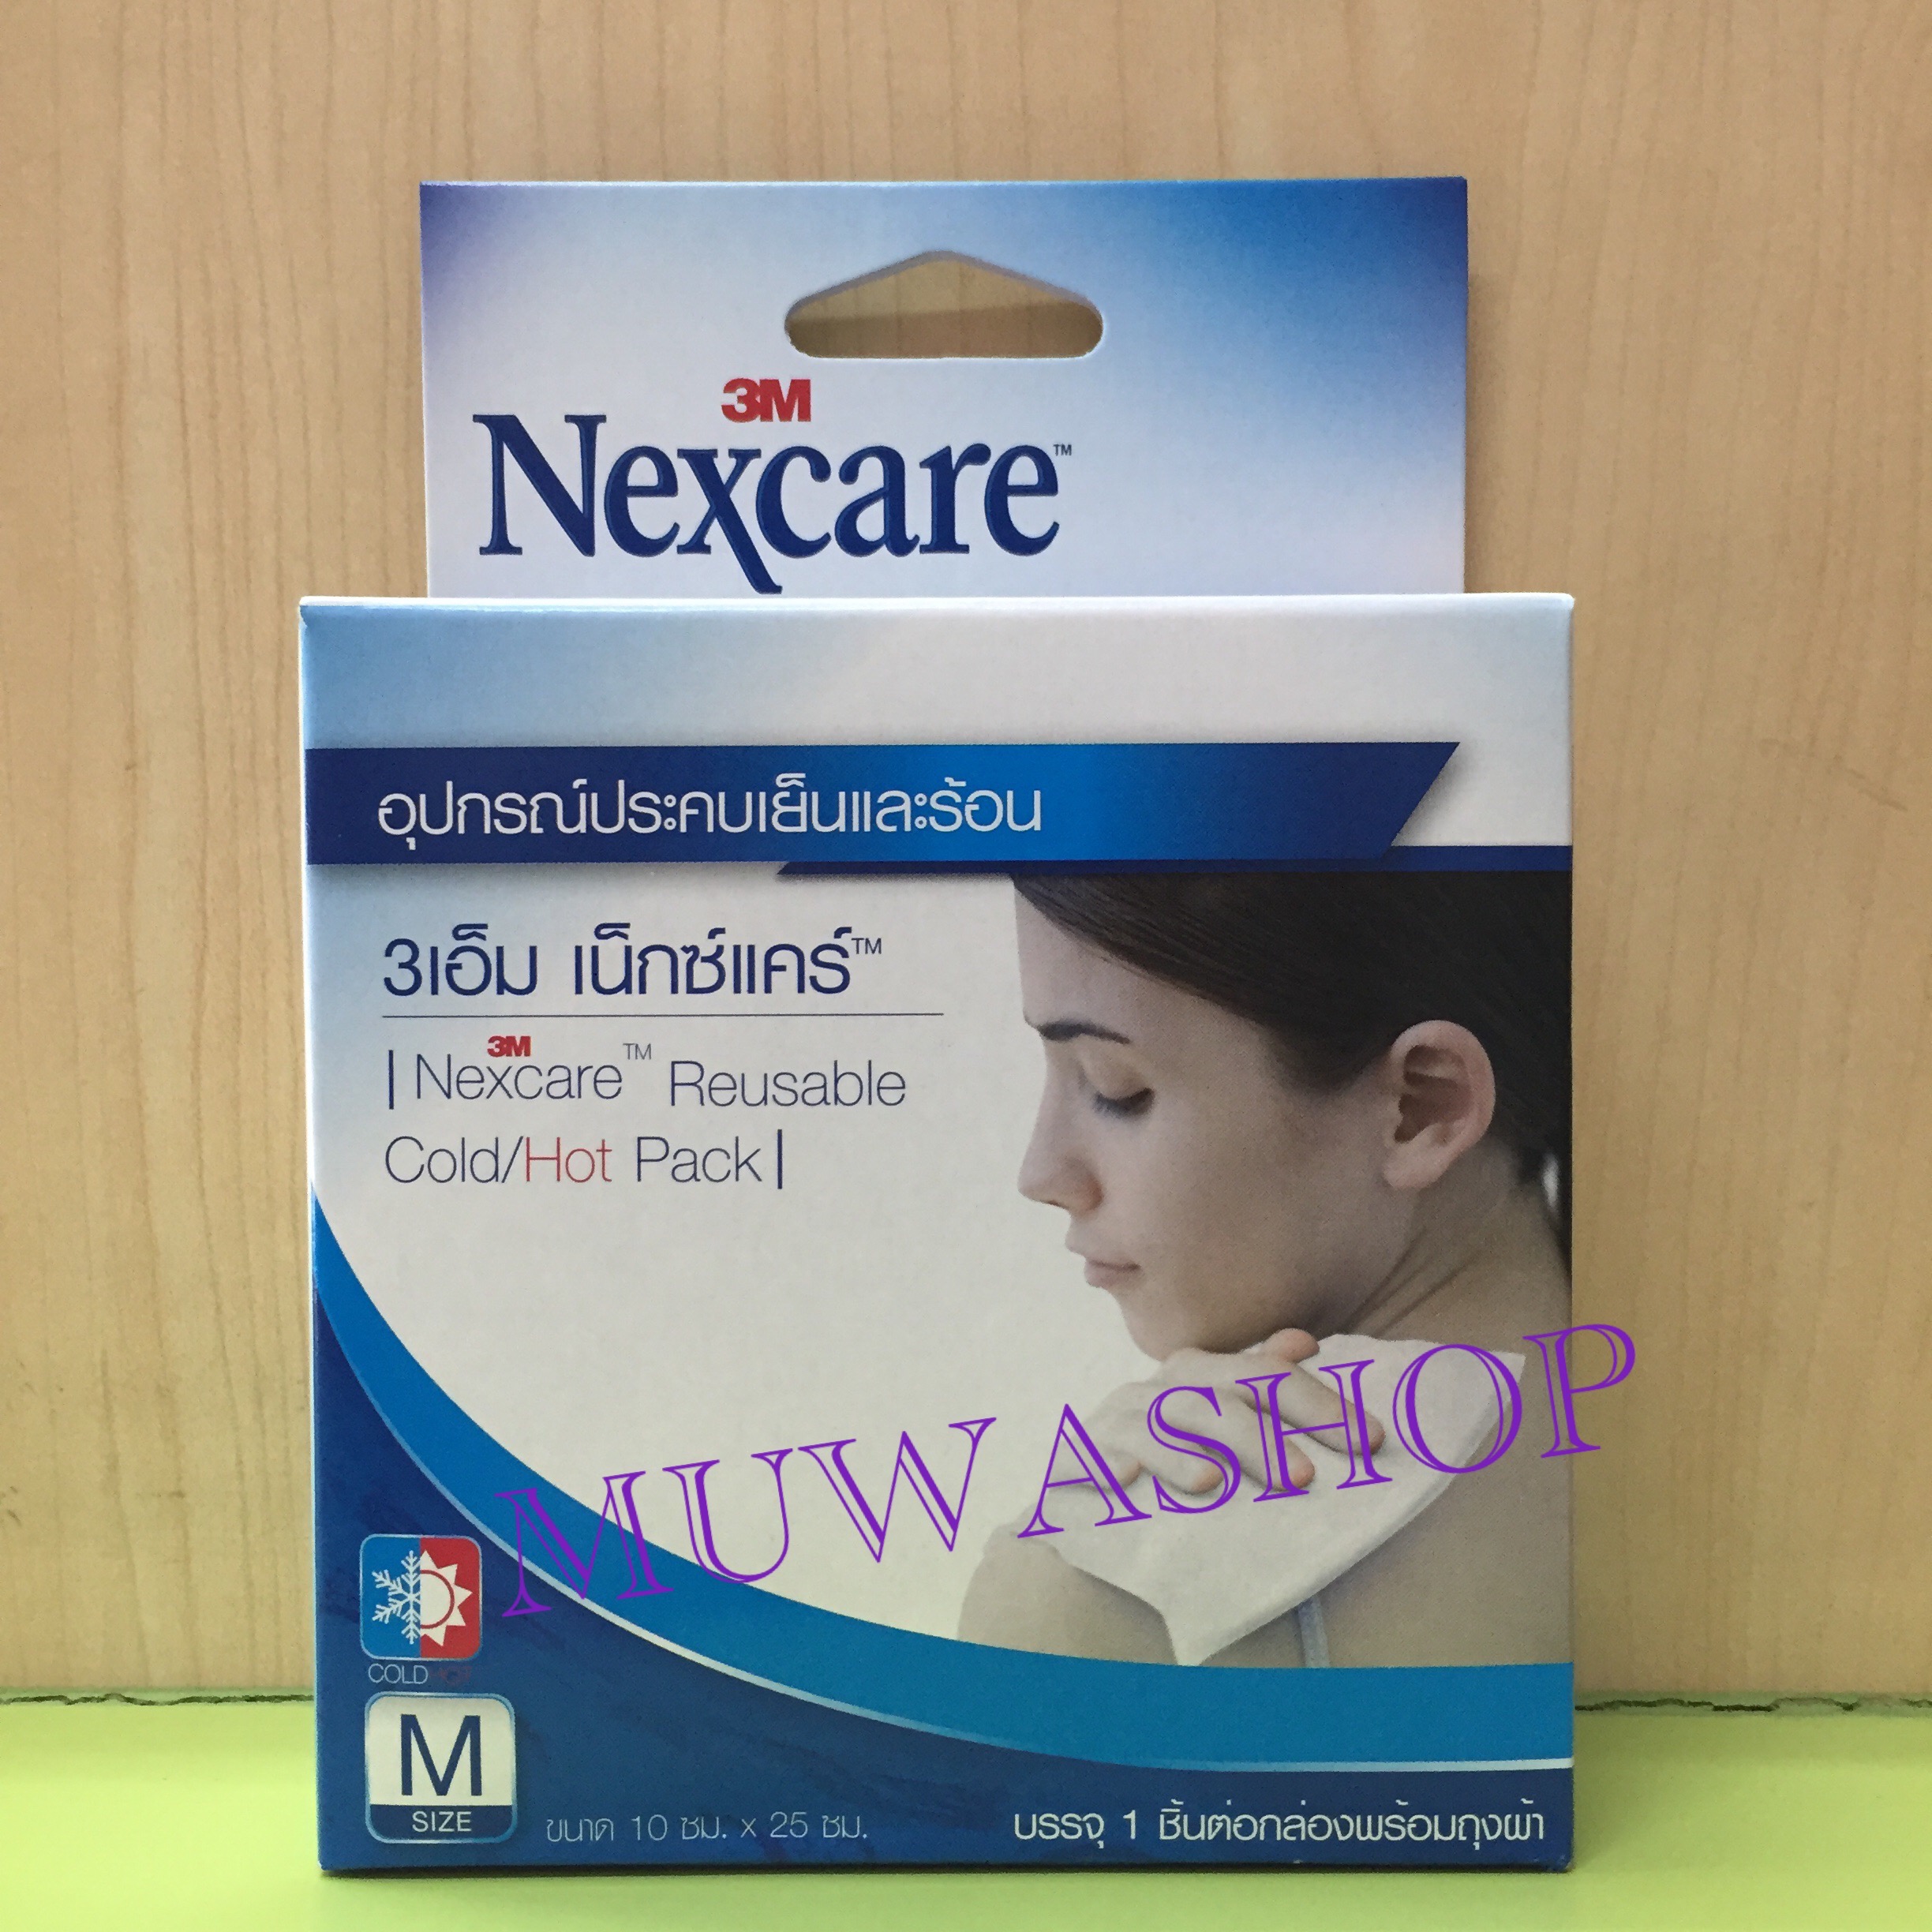 3M
Nexcare™
อุปกรณ์ประคบเย็นและร้อน
3เอ็ม เน็กซ์แคร์™
3M
| Nexcare™ Reusable
Cold/Hot Pack |
MUWASHOP
COLD HOT
M
SIZE
ขนาด 10 ซม. x 25 ซม.
บรรจุ 1 ชิ้นต่อกล่องพร้อมถุงผ้า